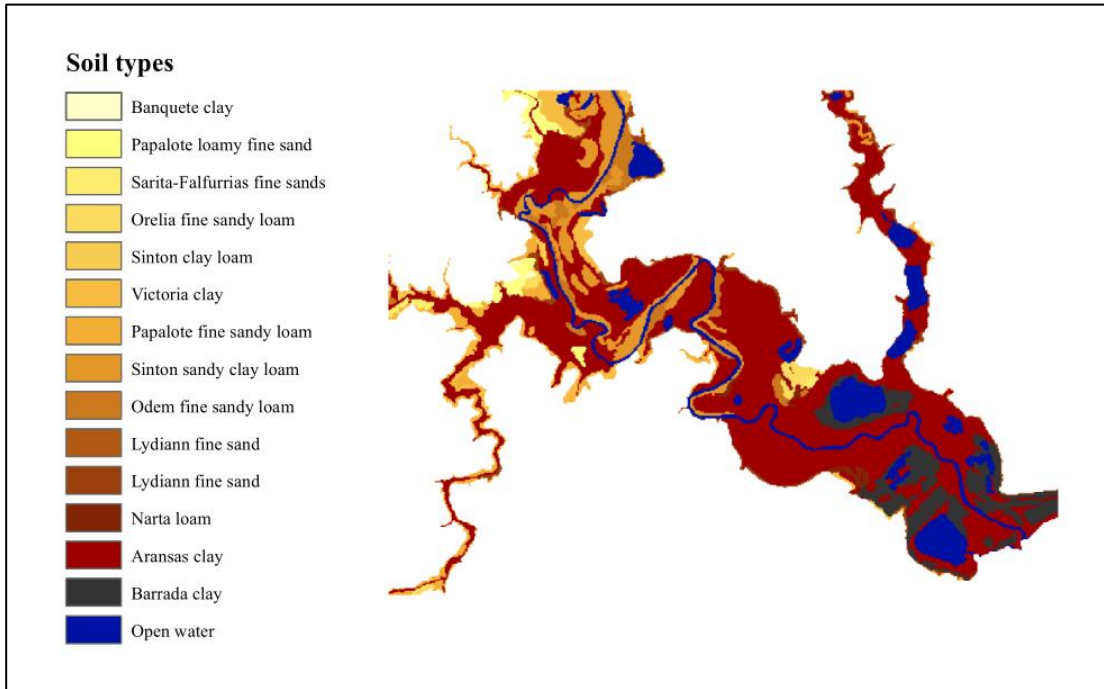 Soil types
Banquete clay
Papalote loamy fine sand
Sarita-Falfurrias fine sands
Orelia fine sandy loam
Sinton clay loam
Victoria clay
Papalote fine sandy loam
Sinton sandy clay loam
Odem fine sandy loam
Lydiann fine sand
Lydiann fine sand
Narta loam
Aransas clay
Barrada clay
Open water